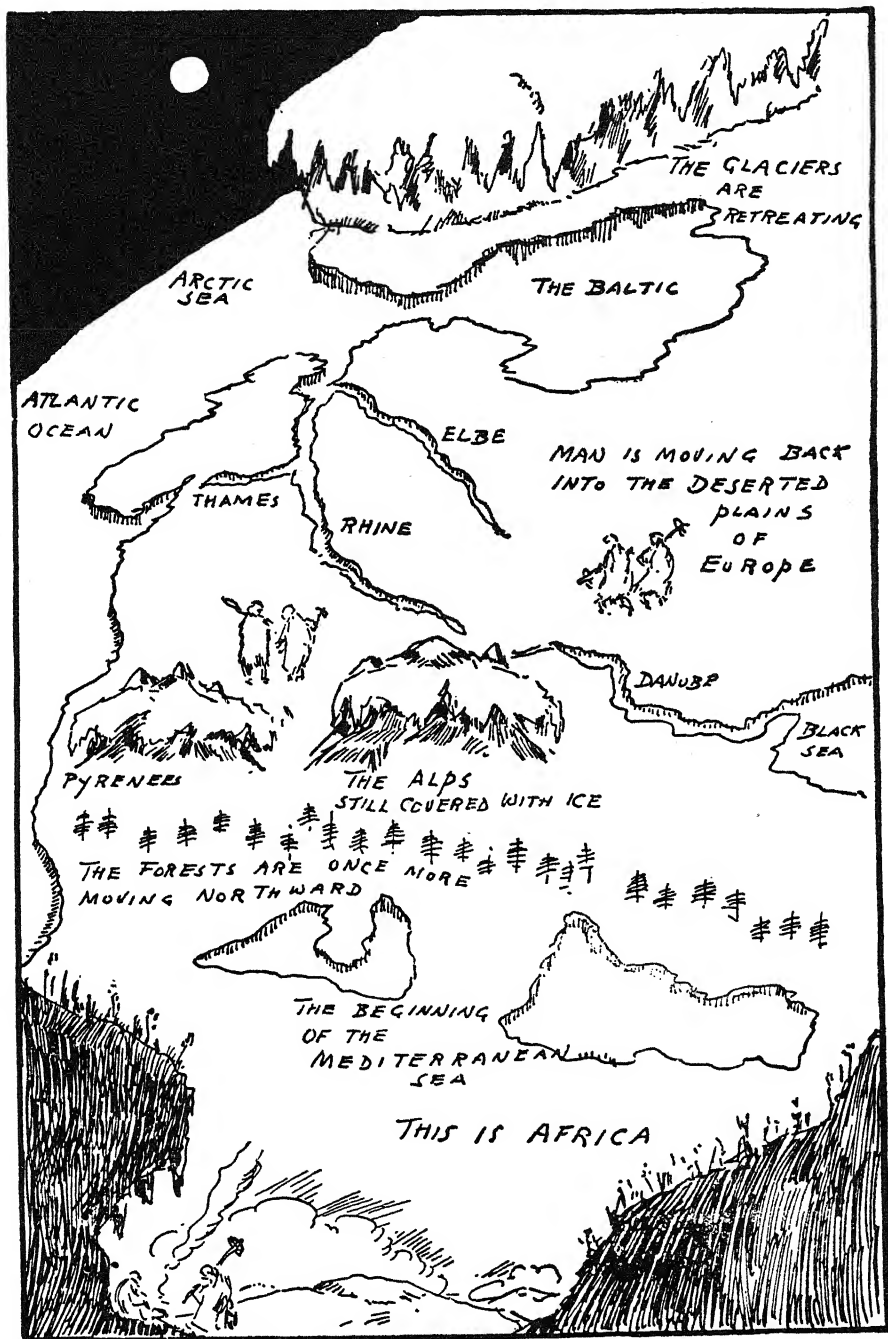 THE GLACIERS
ARE
RETREATING
ARCTIC
SEA
THE BALTIC
ATLANTIC
OCEAN
ELBE
THAMES
RHINE
MAN IS MOVING BACK
INTO THE DESERTED
PLAINS
OF
EUROPE
DANUBE
BLACK
SEA
PYRENEES
THE ALPS
STILL COVERED WITH ICE
THE FORESTS ARE ONCE MORE
MOVING NORTHWARD
THE BEGINNING
OF THE
MEDITERRANEAN
SEA
THIS IS AFRICA